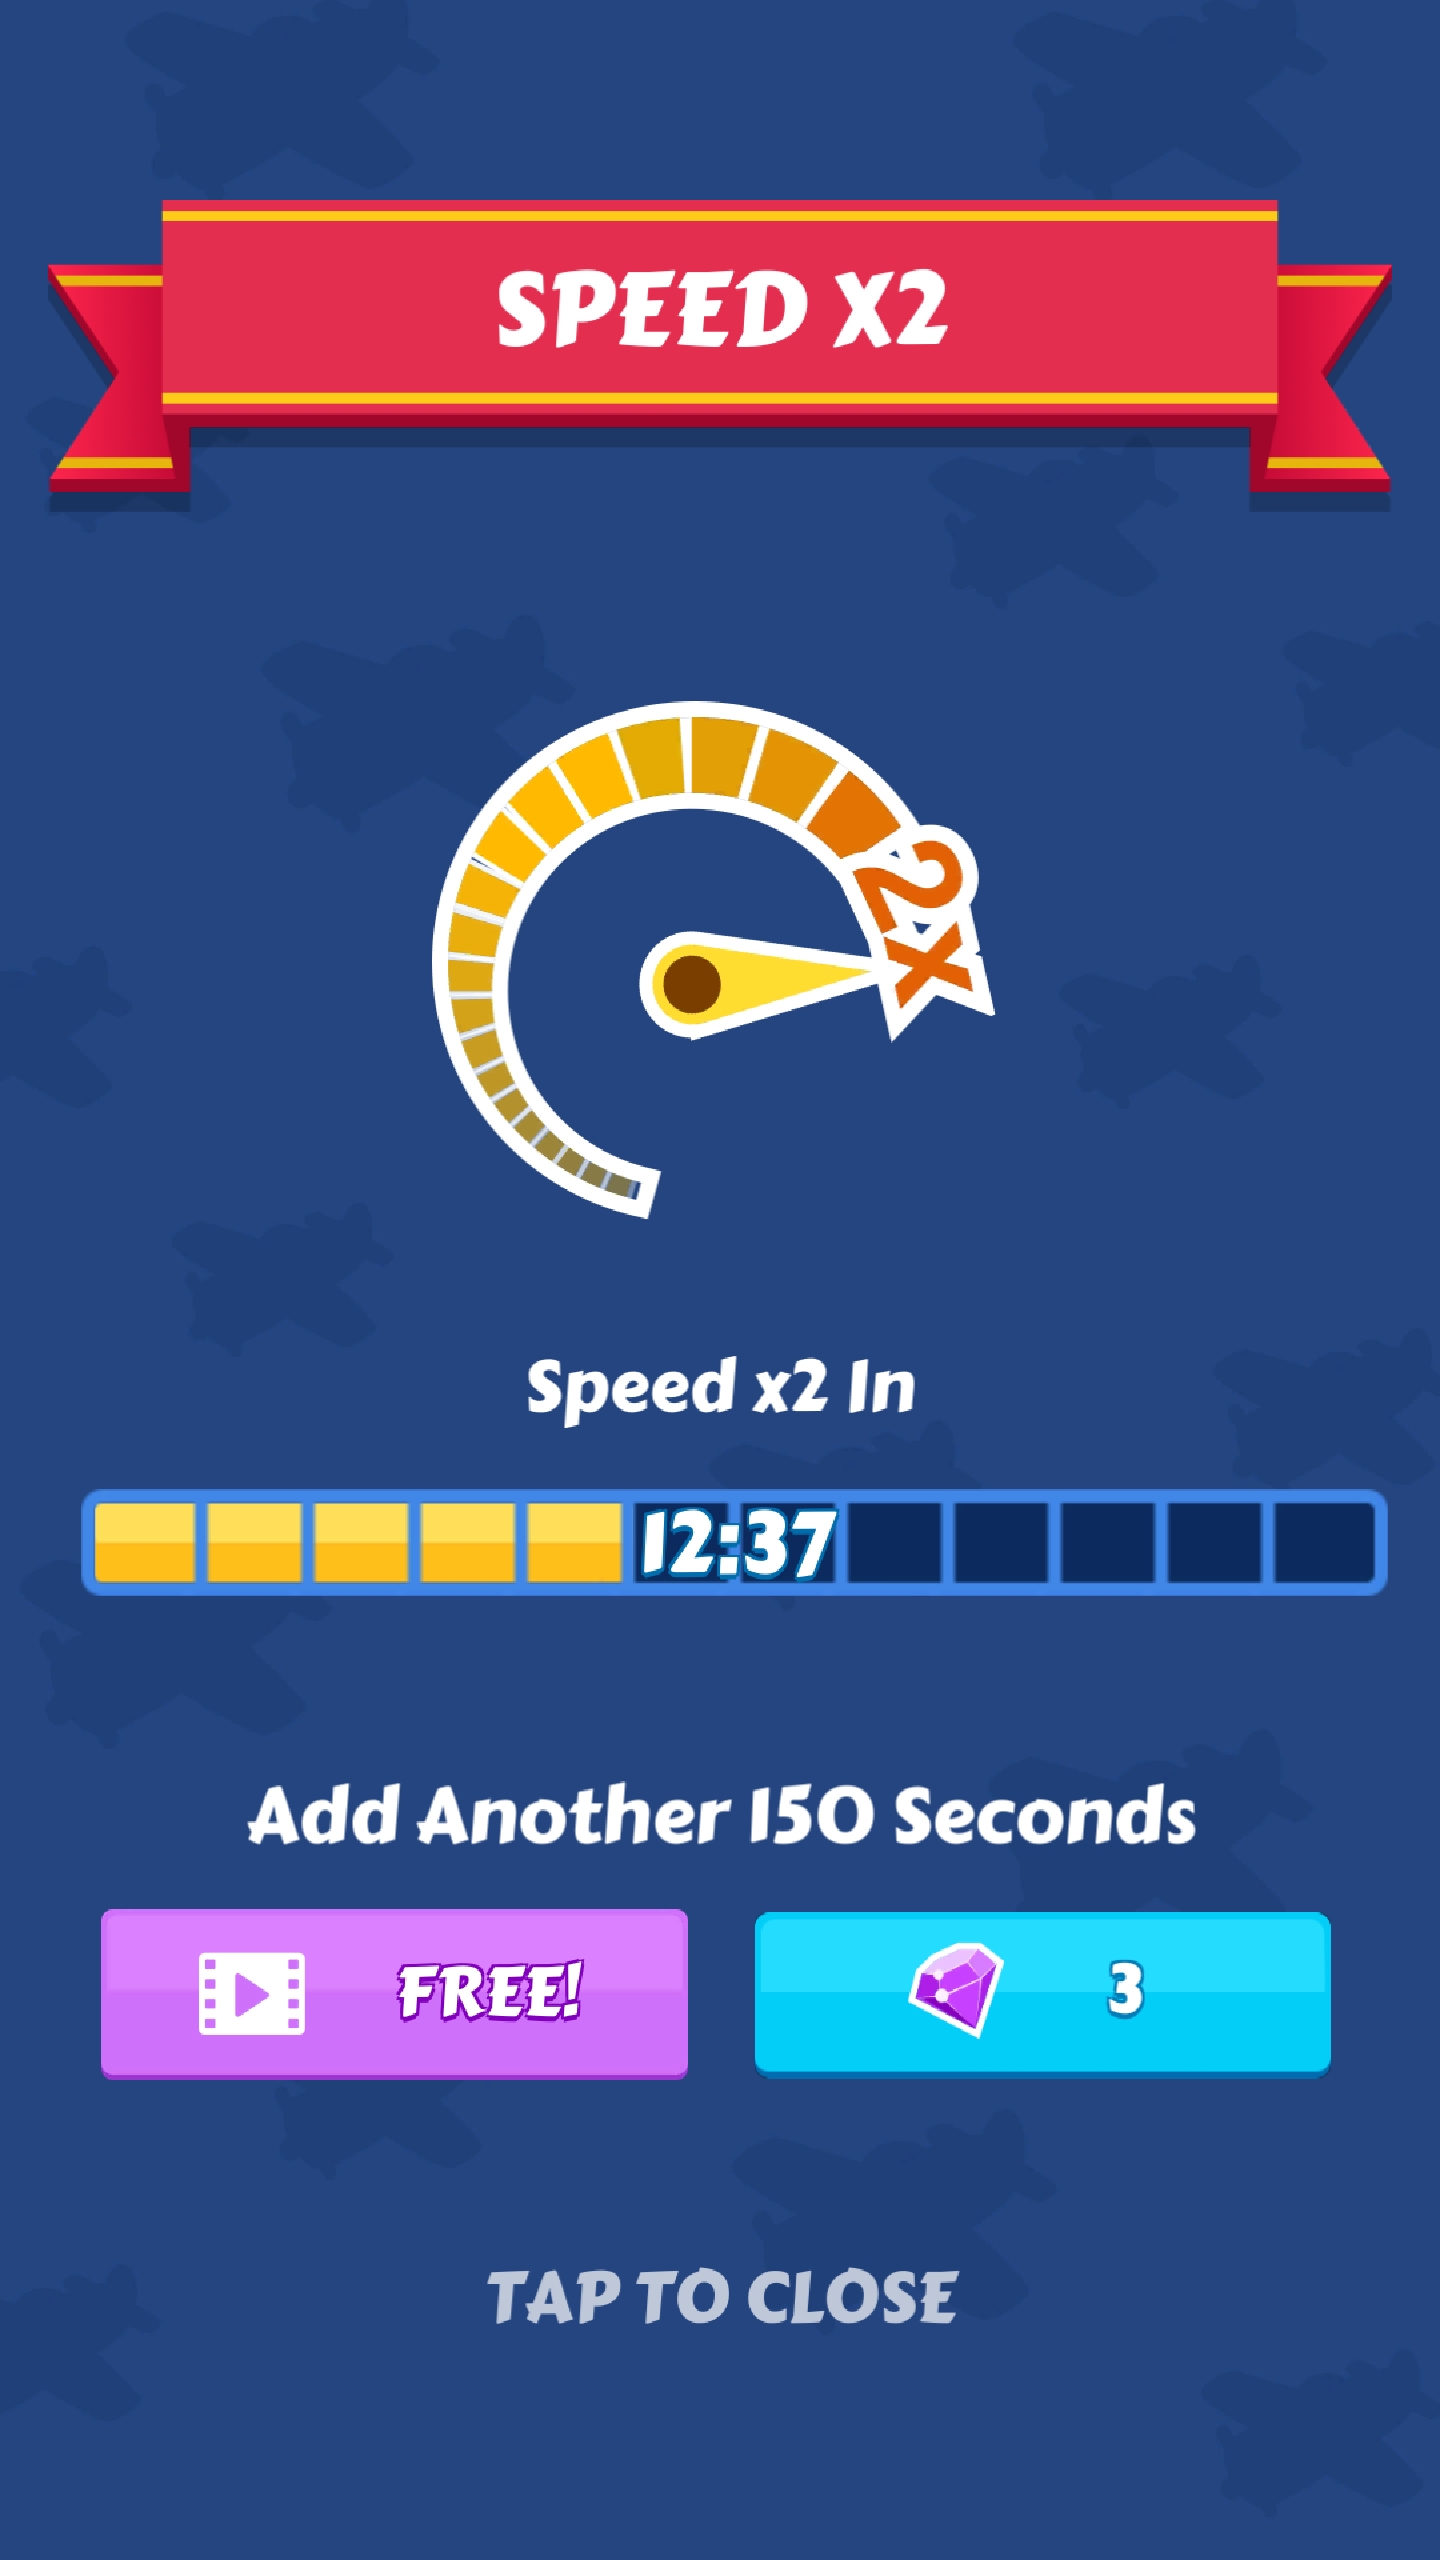 SPEED X2
2x
Speed x2 In
12:37
Add Another 150 Seconds
FREE!
3
TAP TO CLOSE